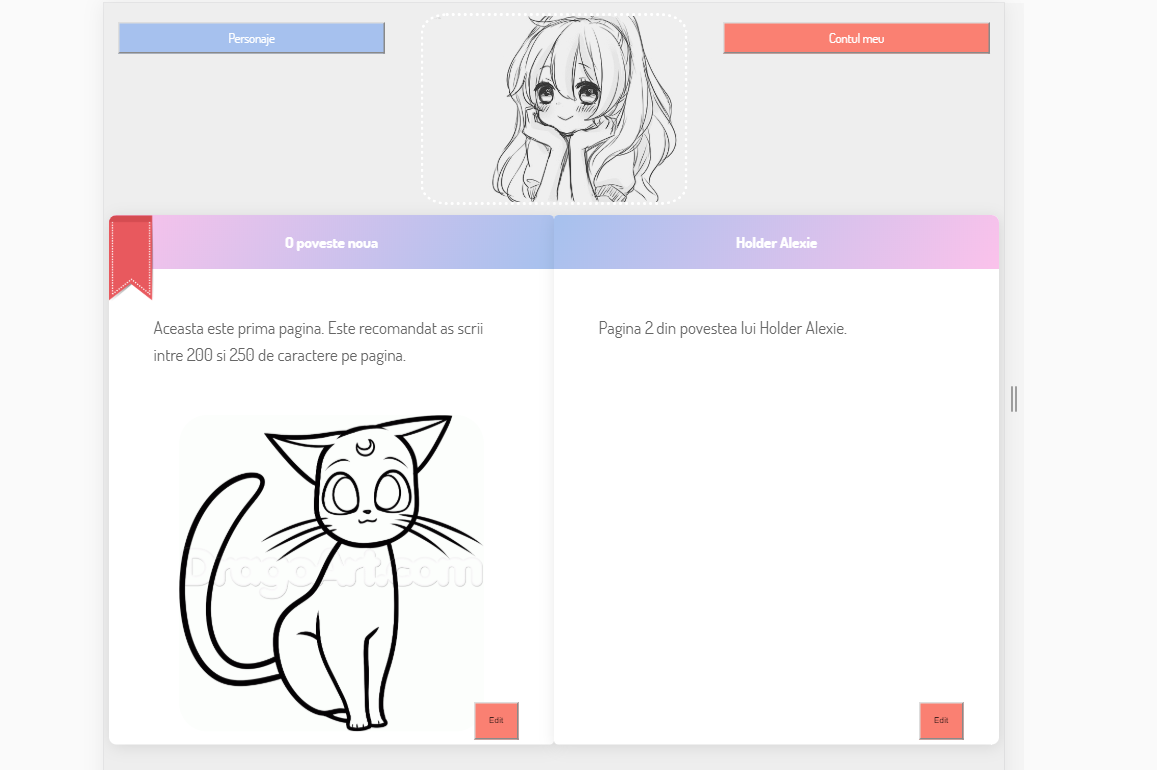 Personaje
Contul meu
O poveste noua
Holder Alexie
Aceasta este prima pagina. Este recomandat as scrii
intre 200 si 250 de caractere pe pagina.
Pagina 2 din povestea lui Holder Alexie.
DragoArt.com
Edit
Edit